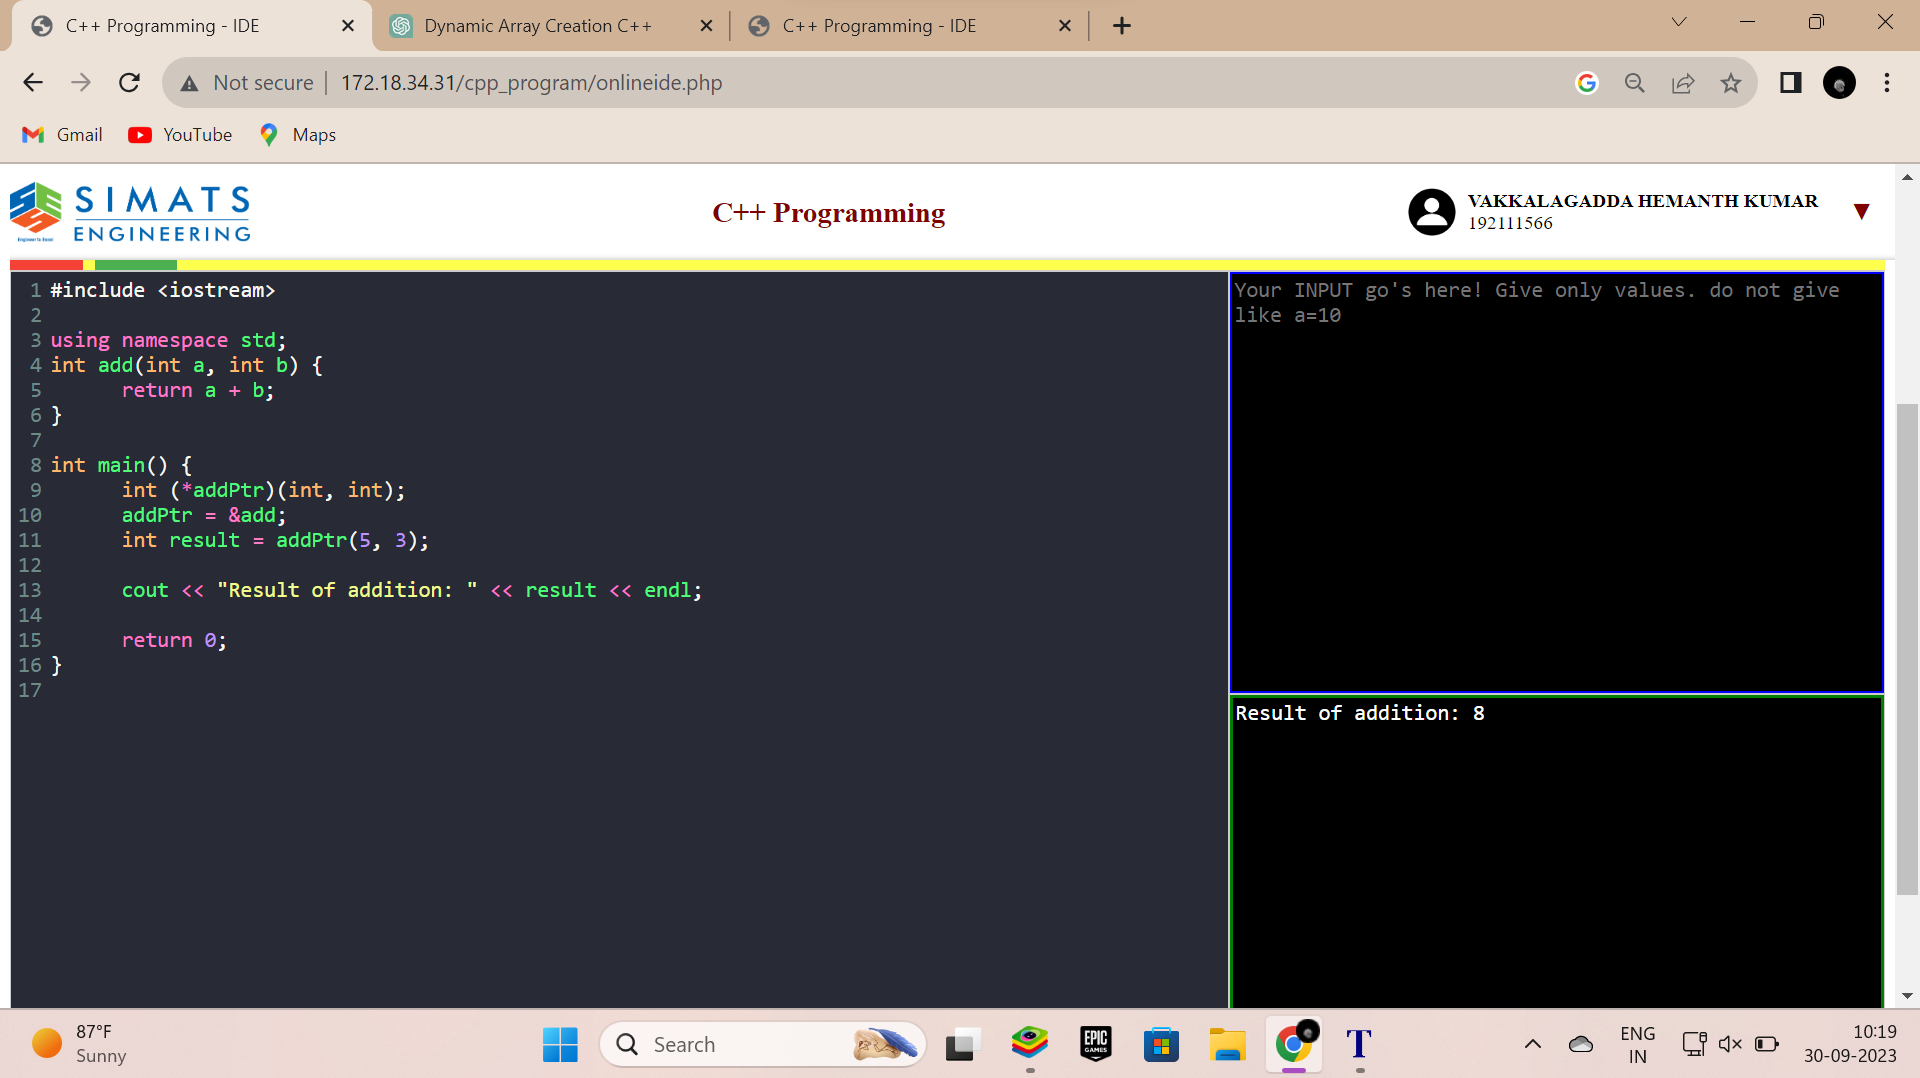 C++ Programming - IDE
Dynamic Array Creation C++
C++ Programming - IDE
Not secure | 172.18.34.31/cpp_program/onlineide.php
Gmail
YouTube
Maps
SIMATS
ENGINEERING
Engineer to Excel
C++ Programming
VAKKALAGADDA HEMANTH KUMAR
192111566
1 #include <iostream>
2
3 using namespace std;
4 int add(int a, int b) {
5       return a + b;
6 }
7
8 int main() {
9       int (*addPtr)(int, int);
10       addPtr = &add;
11       int result = addPtr(5, 3);
12
13       cout << "Result of addition: " << result << endl;
14
15       return 0;
16 }
17
Your INPUT go's here! Give only values. do not give
like a=10
Result of addition: 8
87°F
Sunny
Search
EPIC
GAMES
T
ENG
IN
10:19
30-09-2023